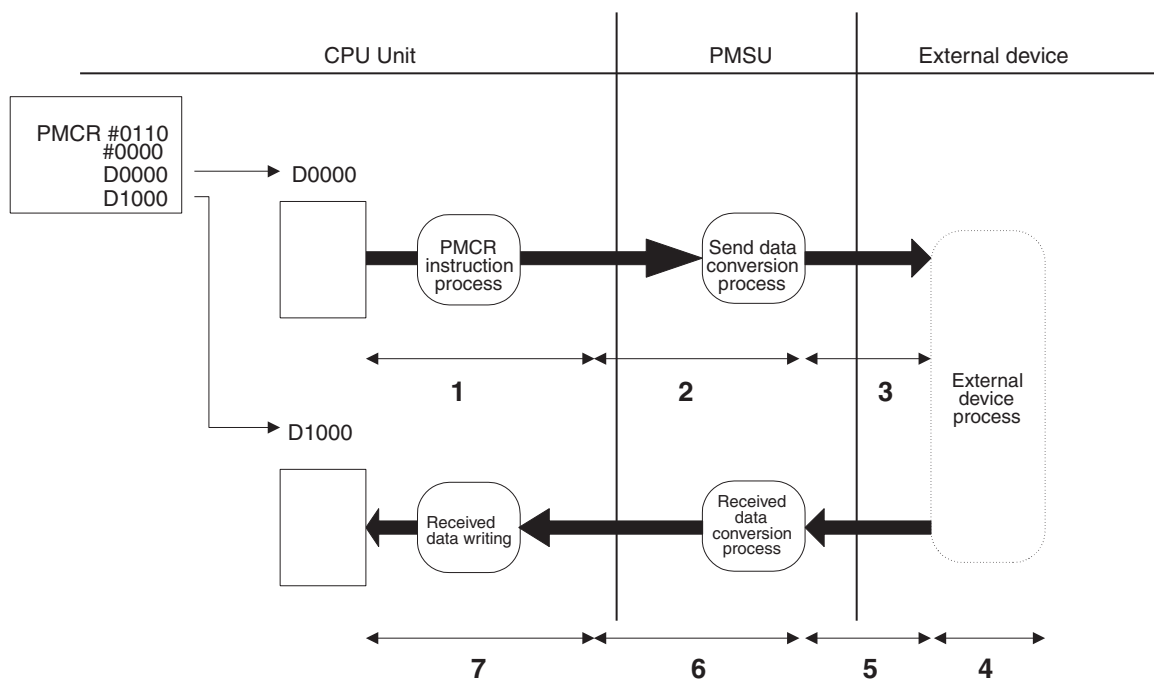 CPU Unit
PMSU
External device
PMCR #0110
#0000
D0000
D1000
D0000
PMCR
instruction
process
Send data
conversion
process
1
2
3
External
device
process
D1000
Received
data writing
Received
data
conversion
process
7
6
5
4